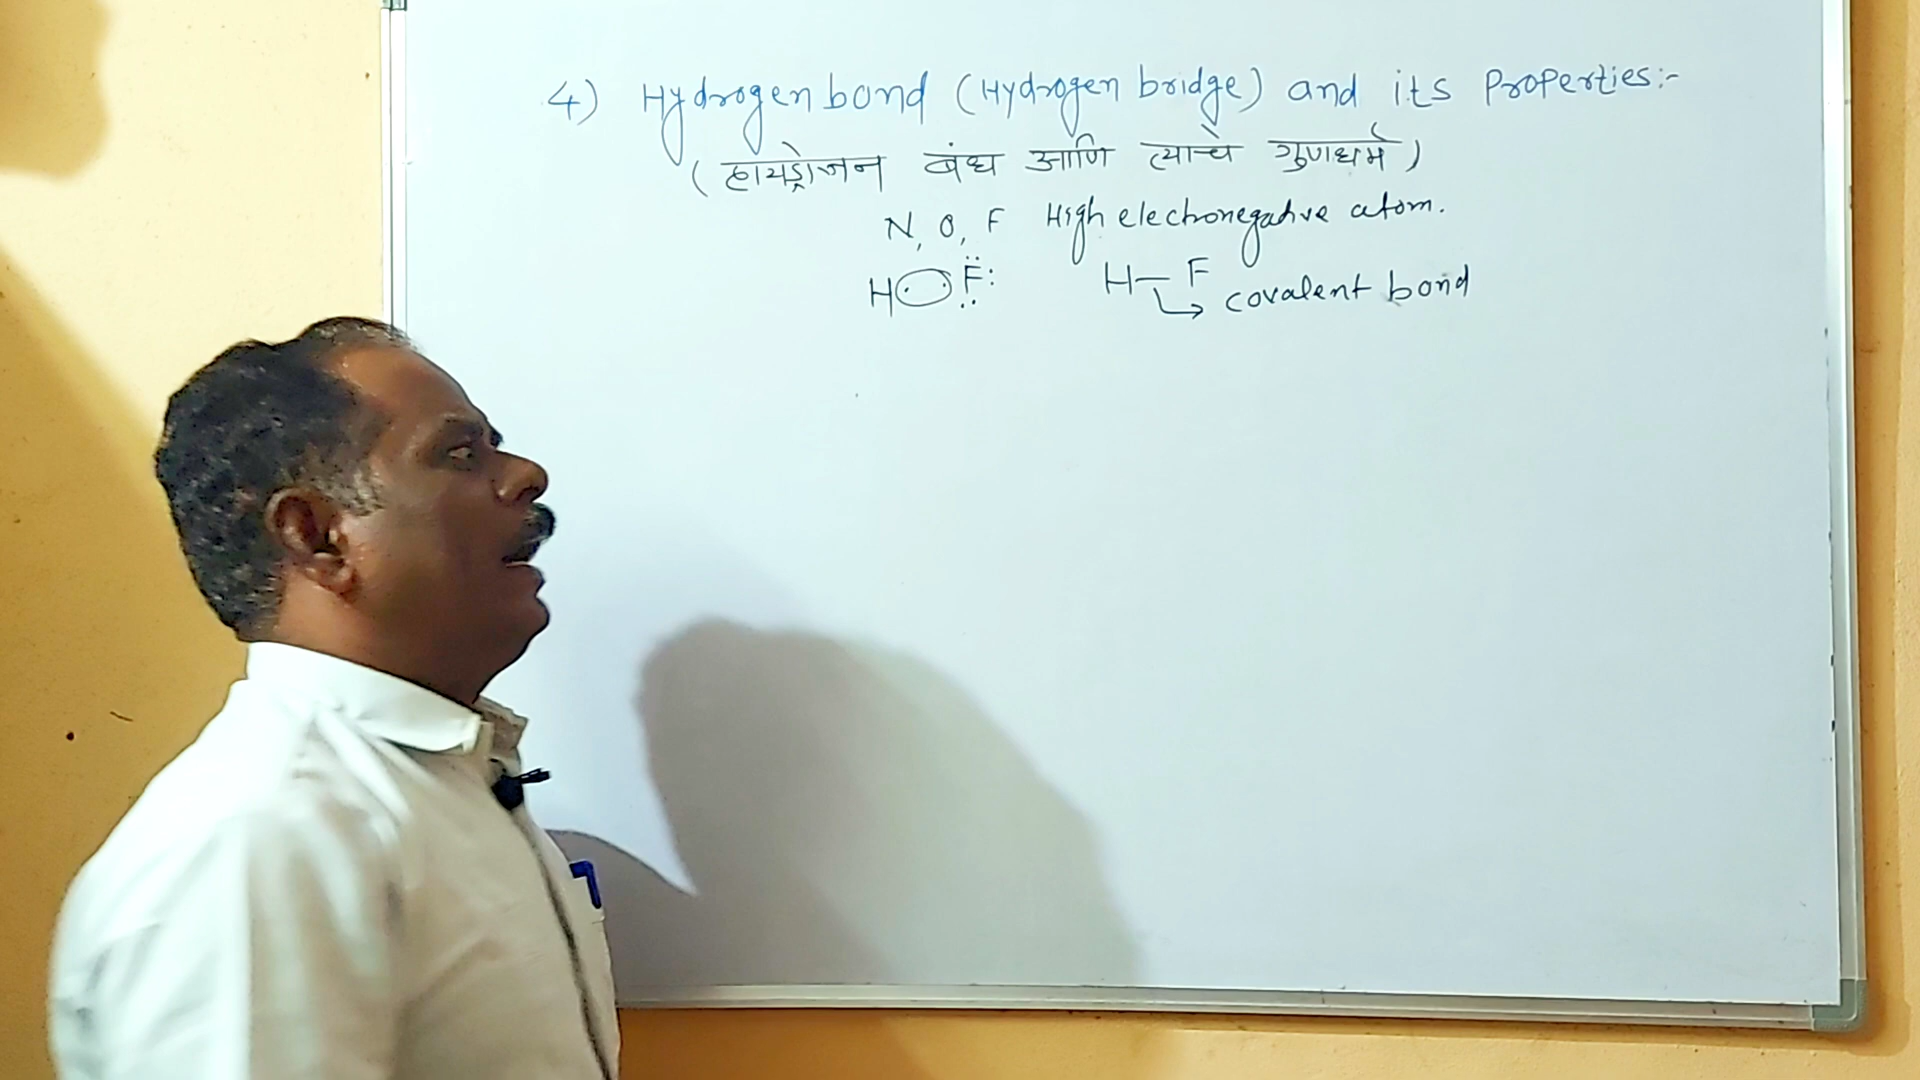 4) Hydrogen bond (Hydrogen bridge) and its Properties:-
(हायड्रोजन बंध आणि त्याचे गुणधर्म)
N, O, F High electronegative atom.
H F H-F
covalent bond